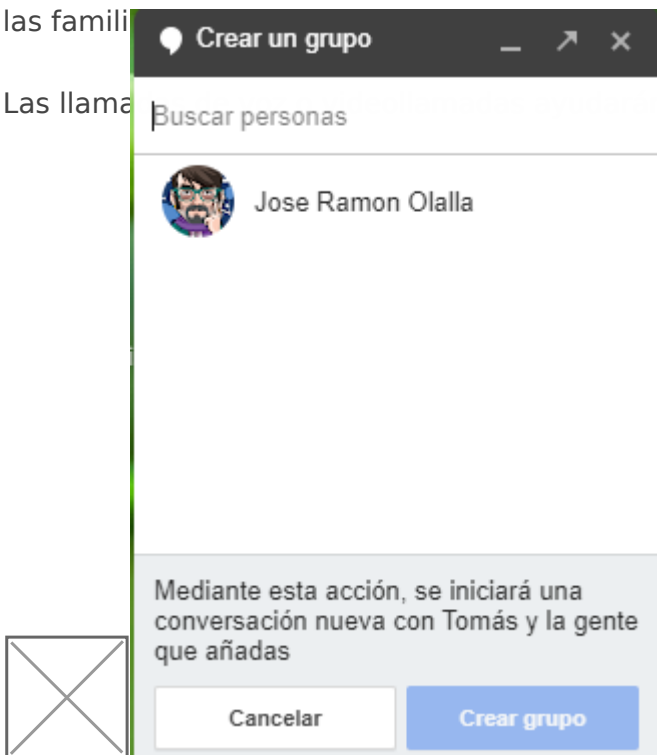 las famili
Crear un grupo
Las llama
Buscar personas
Jose Ramon Olalla
Mediante esta acción, se iniciará una
conversación nueva con Tomás y la gente
que añadas
Cancelar
Crear grupo